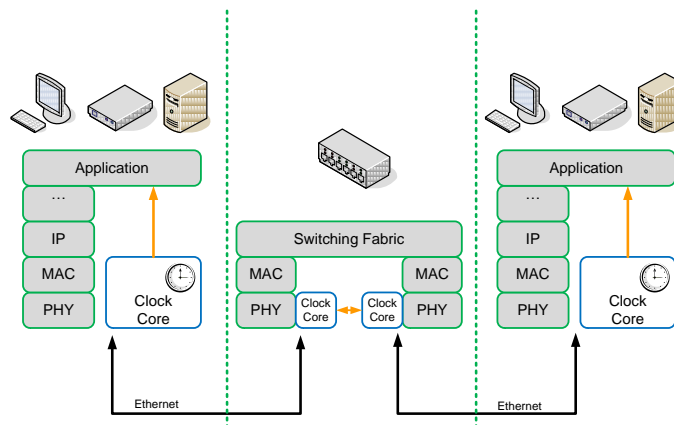 Application
...
IP
MAC
PHY
Clock
Core
Ethernet
Switching Fabric
MAC
PHY
Clock
Core
Clock
Core
MAC
PHY
Application
...
IP
MAC
PHY
Clock
Core
Ethernet